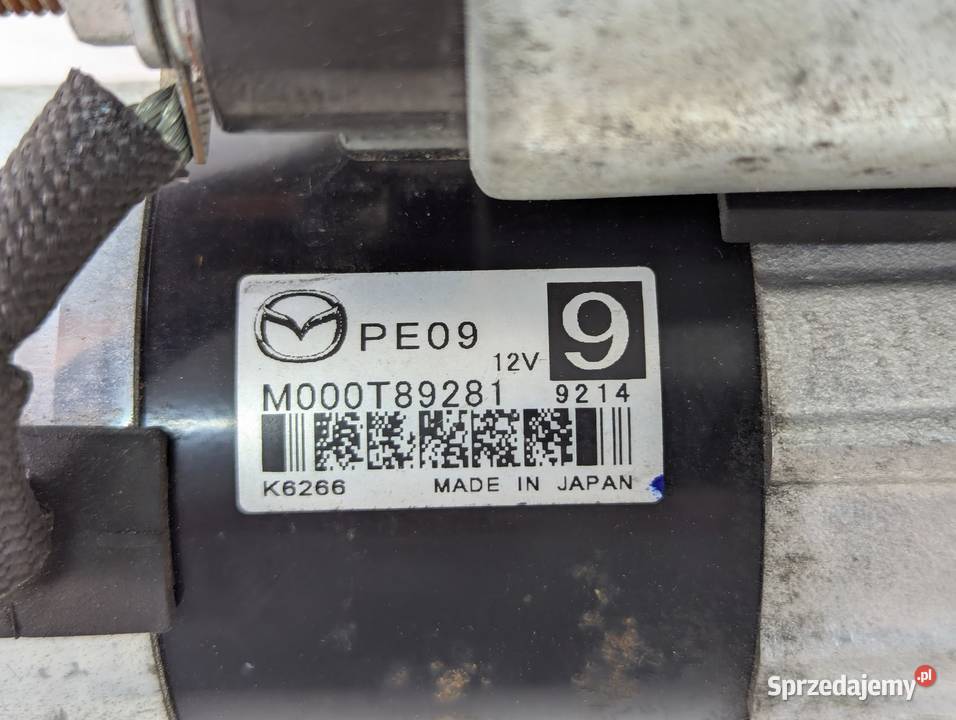 PE09
12V
9
M000T89281
9214
K6266
MADE IN JAPAN
Sprzedajemy.pl